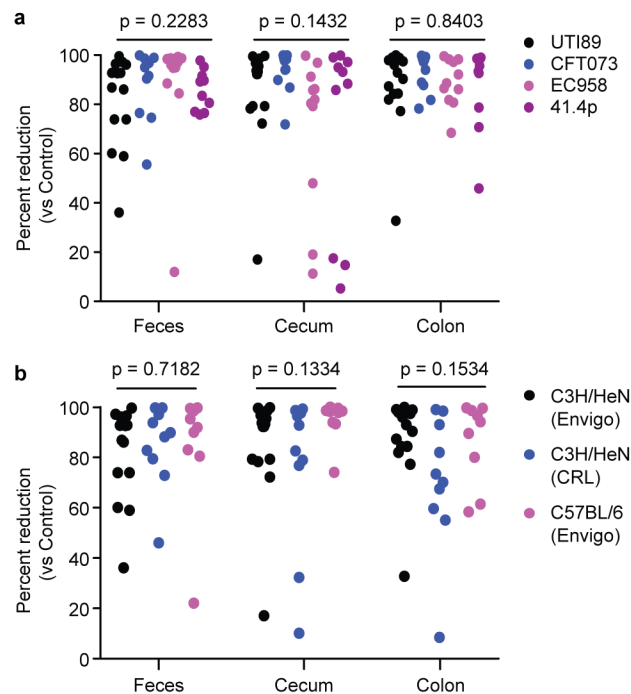 a
p = 0.2283 p = 0.1432 p = 0.8403
UTI89
CFT073
EC958
41.4p
Percent reduction
(vs Control)
100
80
60
40
20
0
Feces Cecum Colon
b
p = 0.7182 p = 0.1334 p = 0.1534
C3H/HeN
(Envigo)
C3H/HeN
(CRL)
C57BL/6
(Envigo)
Percent reduction
(vs Control)
100
80
60
40
20
0
Feces Cecum Colon